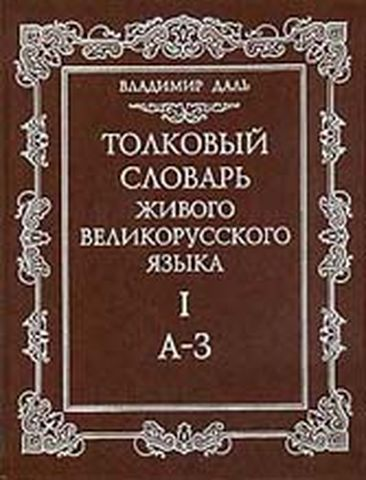 ВЛАДИМИР ДАЛЬ
ТОЛКОВЫЙ
СЛОВАРЬ
ЖИВОГО
ВЕЛИКОРУССКОГО
ЯЗЫКА
I
А-З